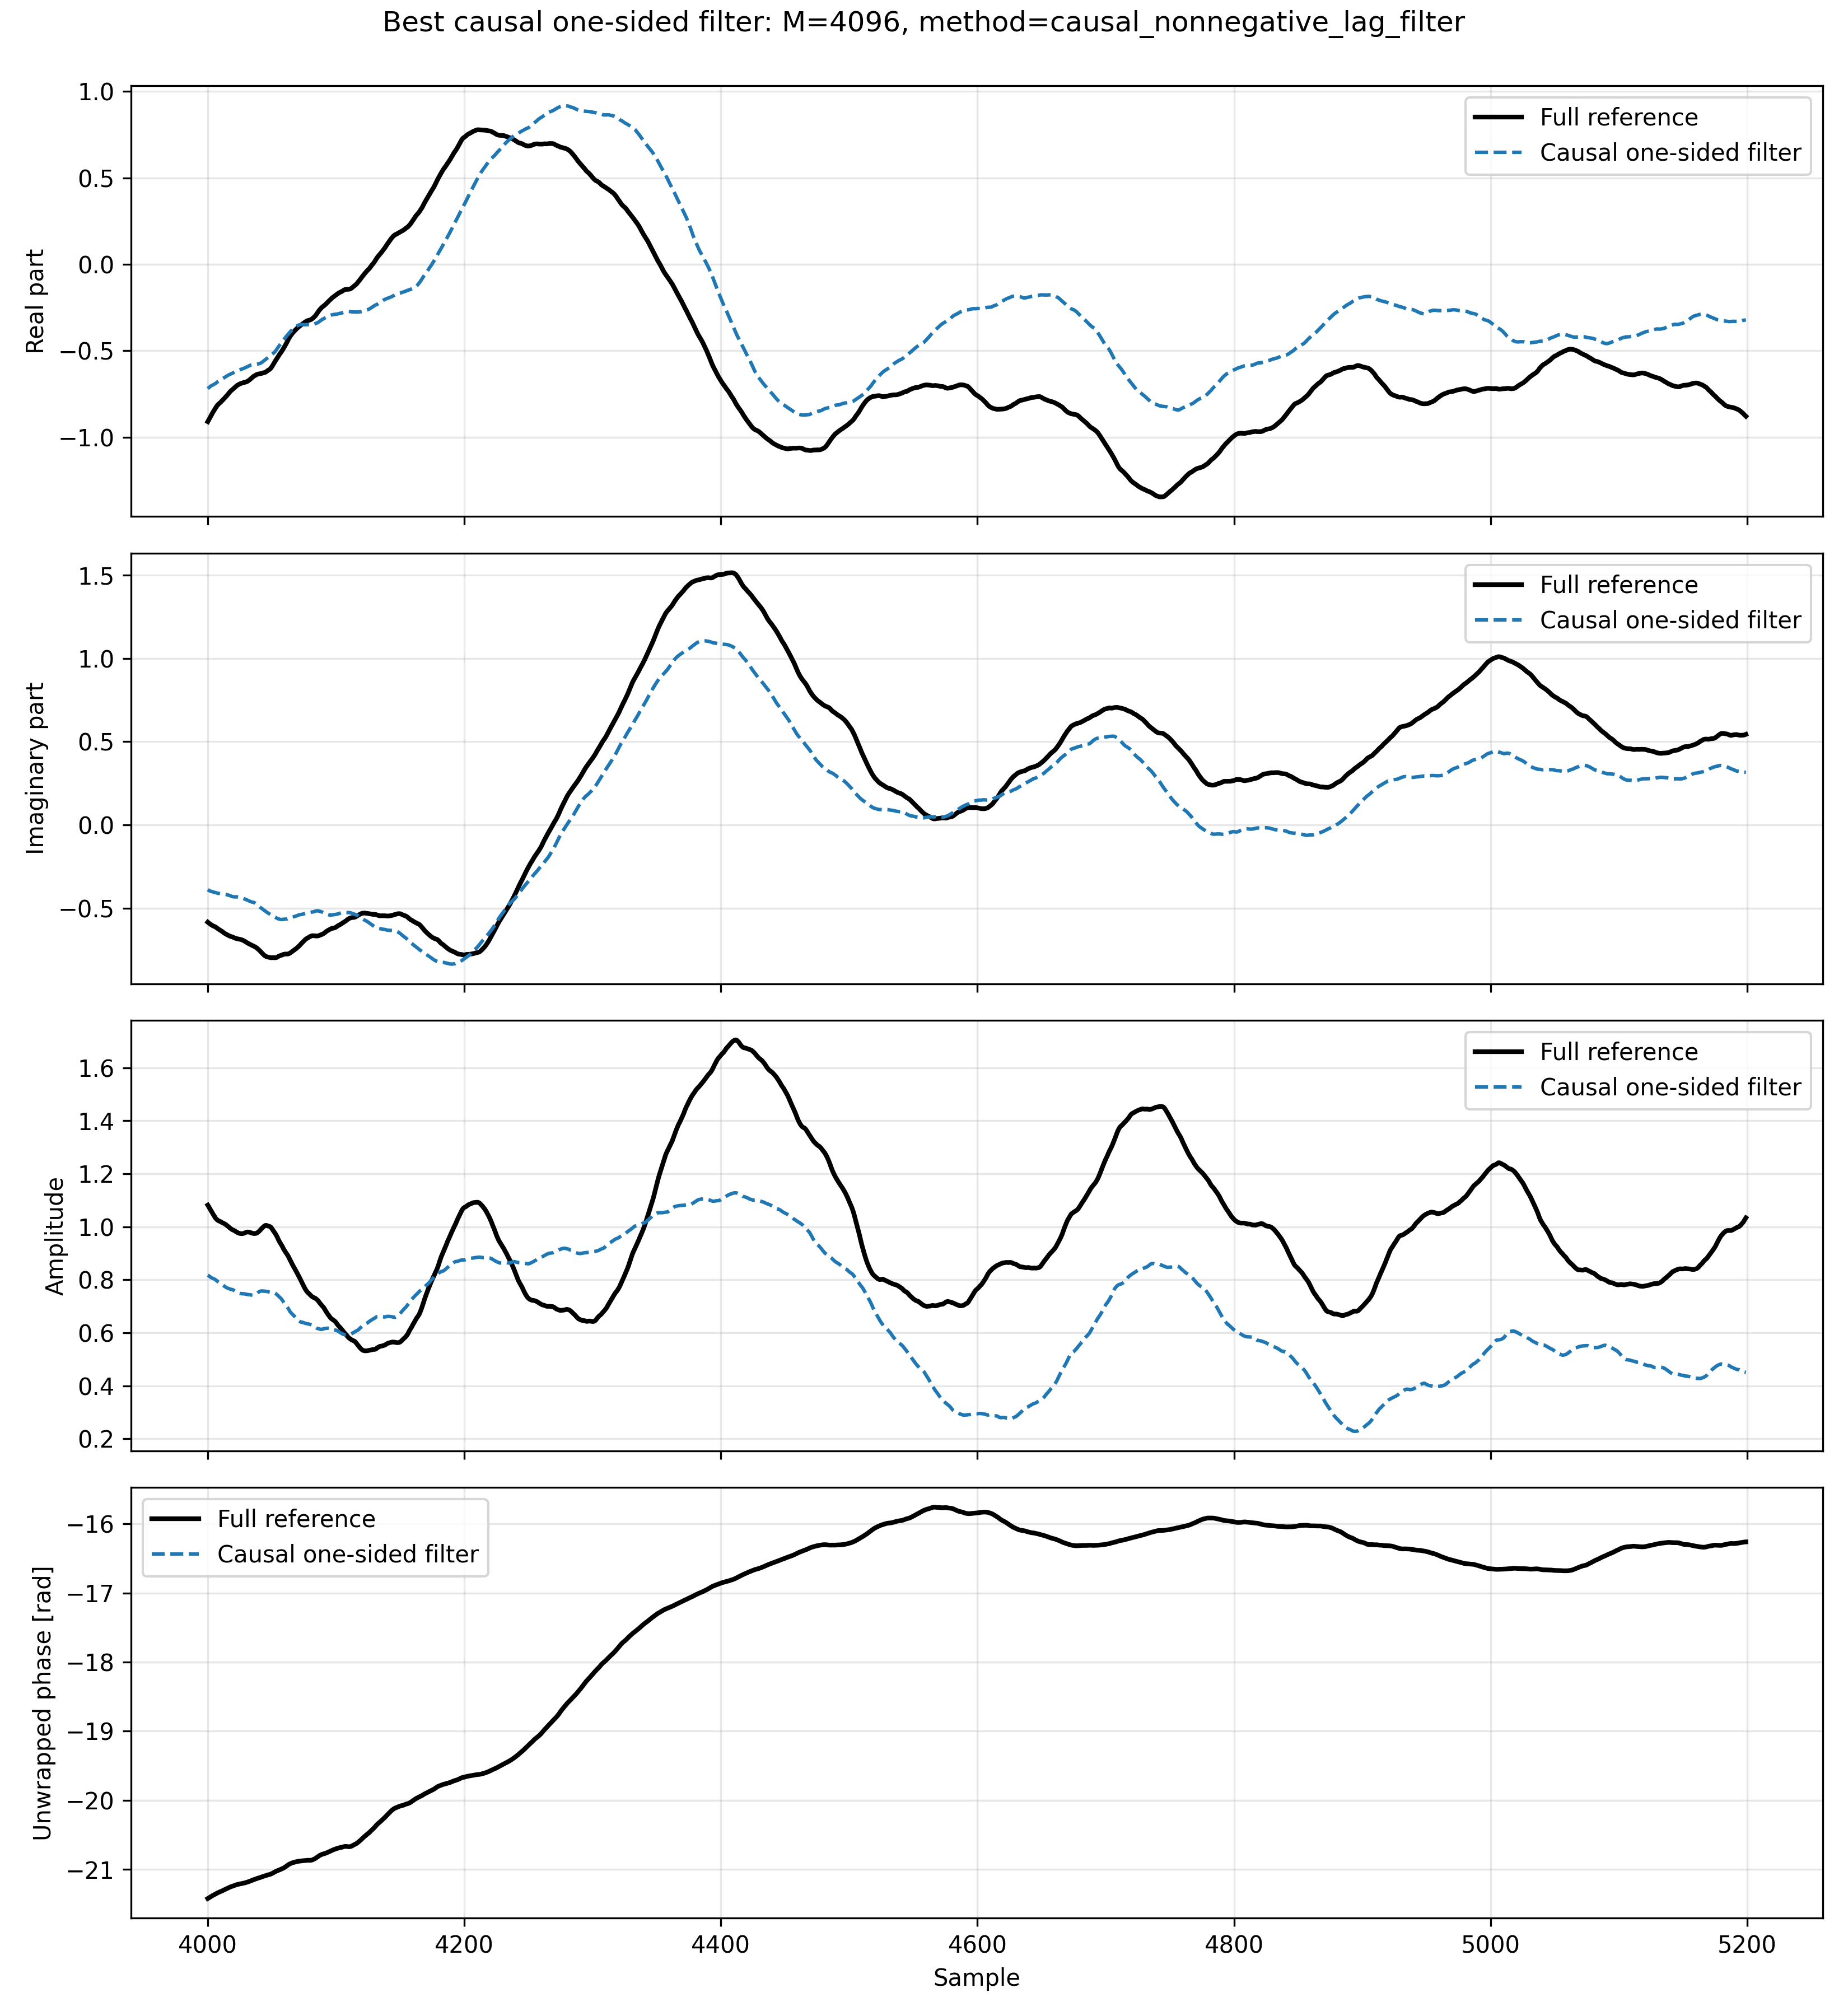 Best causal one-sided filter: M=4096, method=causal_nonnegative_lag_filter
1.0
0.5
0.0
−0.5
−1.0
Real part
Full reference
Causal one-sided filter
1.5
1.0
0.5
0.0
−0.5
Imaginary part
Full reference
Causal one-sided filter
1.6
1.4
1.2
1.0
0.8
0.6
0.4
0.2
Amplitude
Full reference
Causal one-sided filter
−16
−17
−18
−19
−20
−21
Unwrapped phase [rad]
Full reference
Causal one-sided filter
4000 4200 4400 4600 4800 5000 5200
Sample